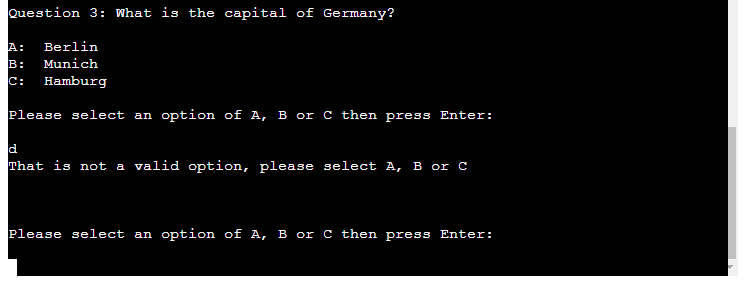 Question 3: What is the capital of Germany?
A:  Berlin
B:  Munich
C:  Hamburg
Please select an option of A, B or C then press Enter:
d
That is not a valid option, please select A, B or C
Please select an option of A, B or C then press Enter: